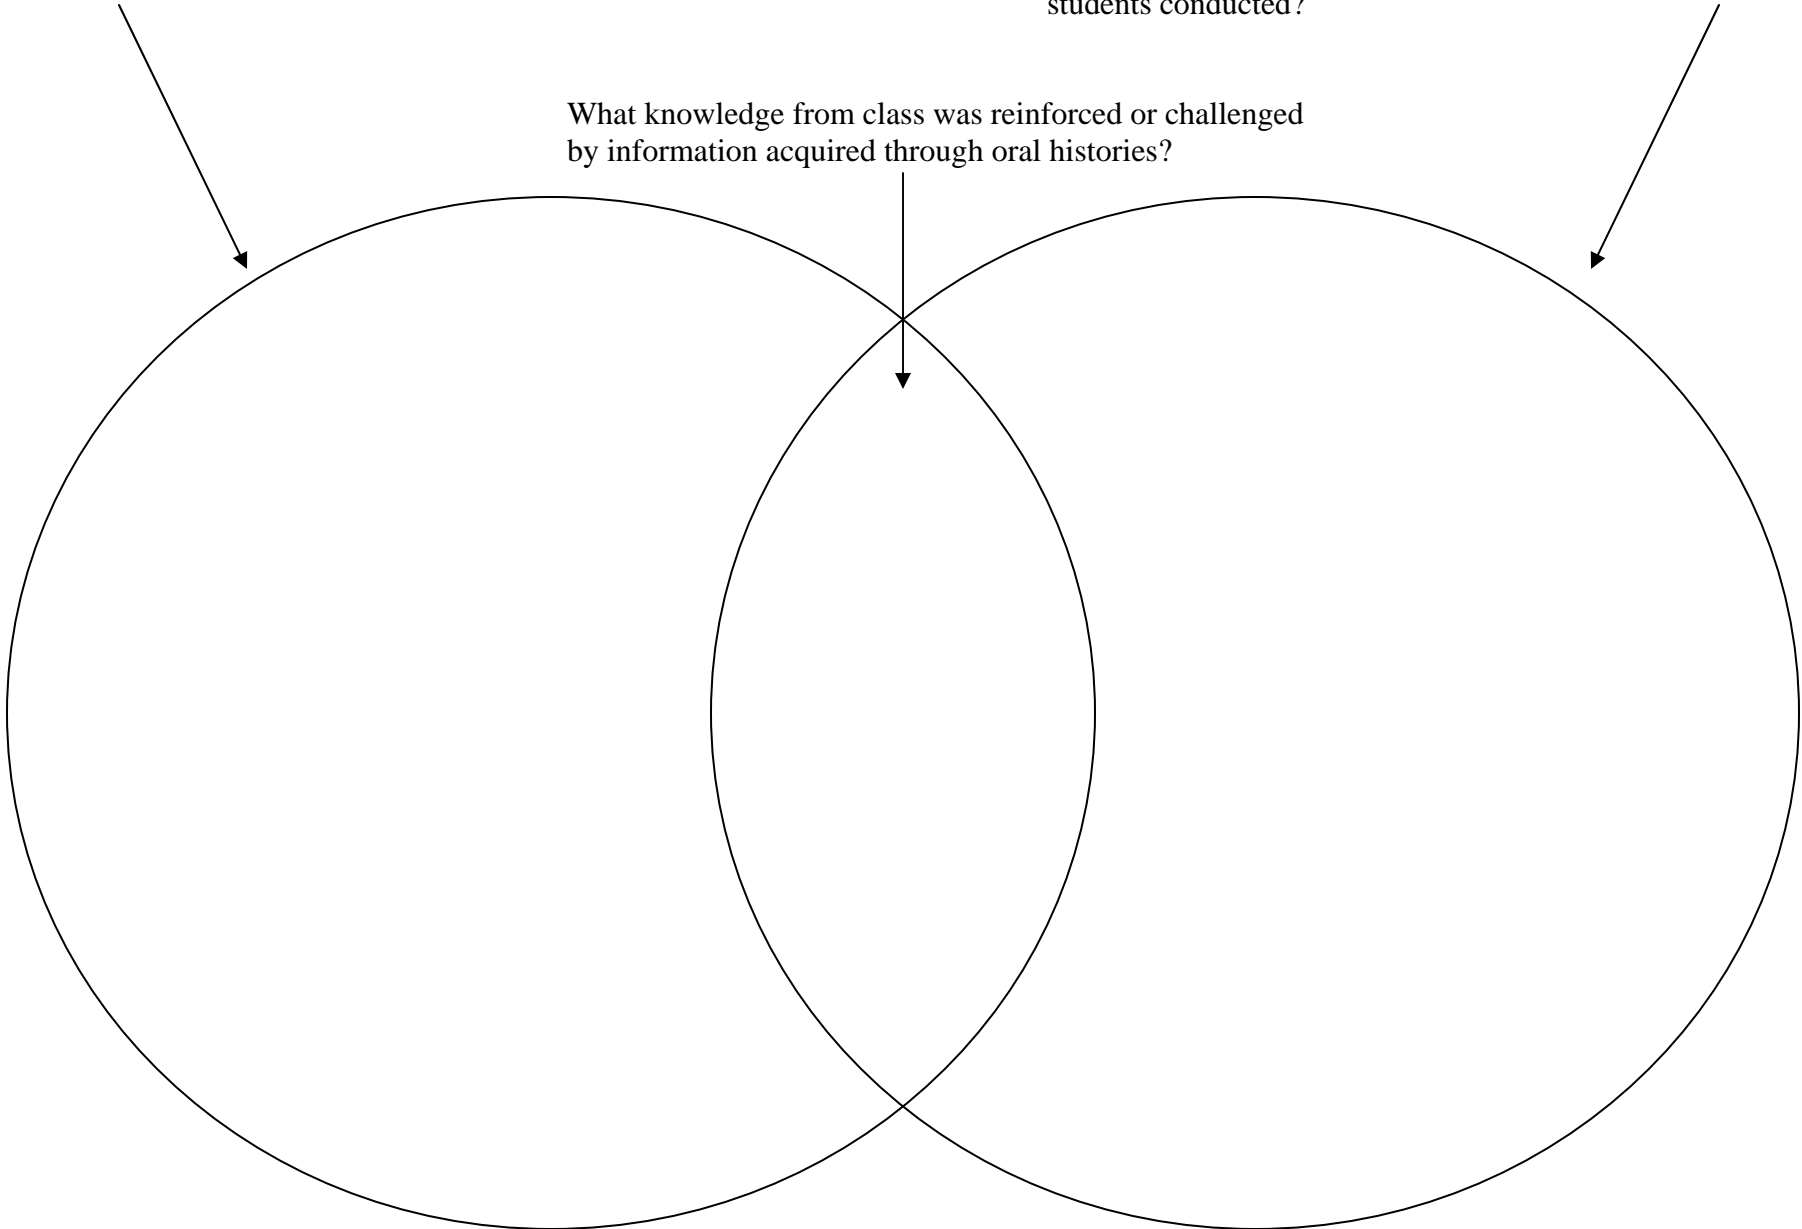 students conducted?
What knowledge from class was reinforced or challenged
by information acquired through oral histories?